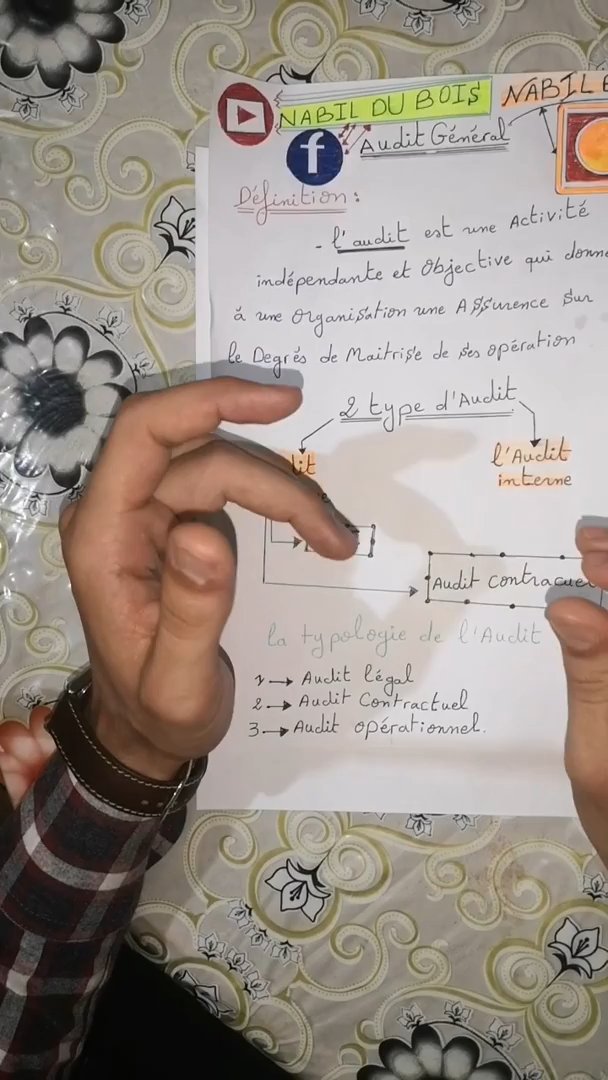 NABIL DU BOIS NABIL
f Audit Général
Définition :
- l'audit est une Activité
indépendante et Objective qui donne
à une Organisation une Assurence Sur
le Degrés de Maitrise de ses opération
2 type d'Audit
dit l'Audit
interne
Audit Contracuel
la typologie de l'Audit
1 → Audit légal
2 → Audit Contractuel
3 → Audit opérationnel.